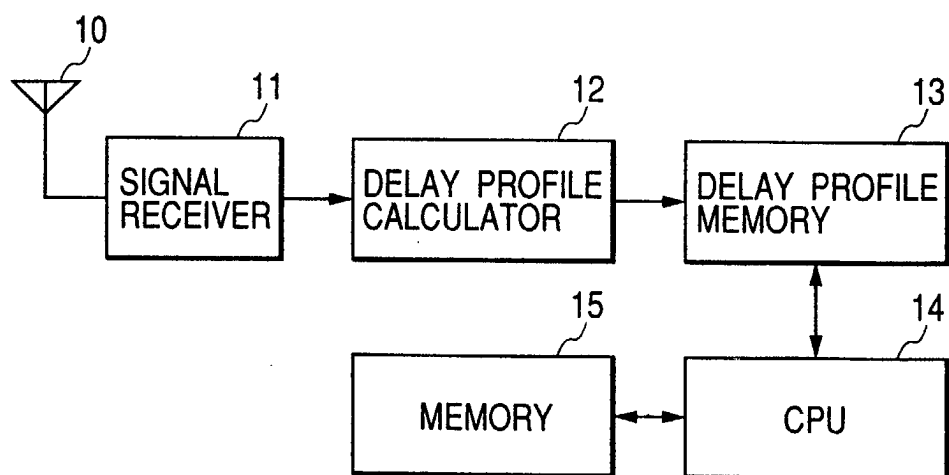 10
11
12
13
SIGNAL
RECEIVER
DELAY PROFILE
CALCULATOR
DELAY PROFILE
MEMORY
15
14
MEMORY
CPU